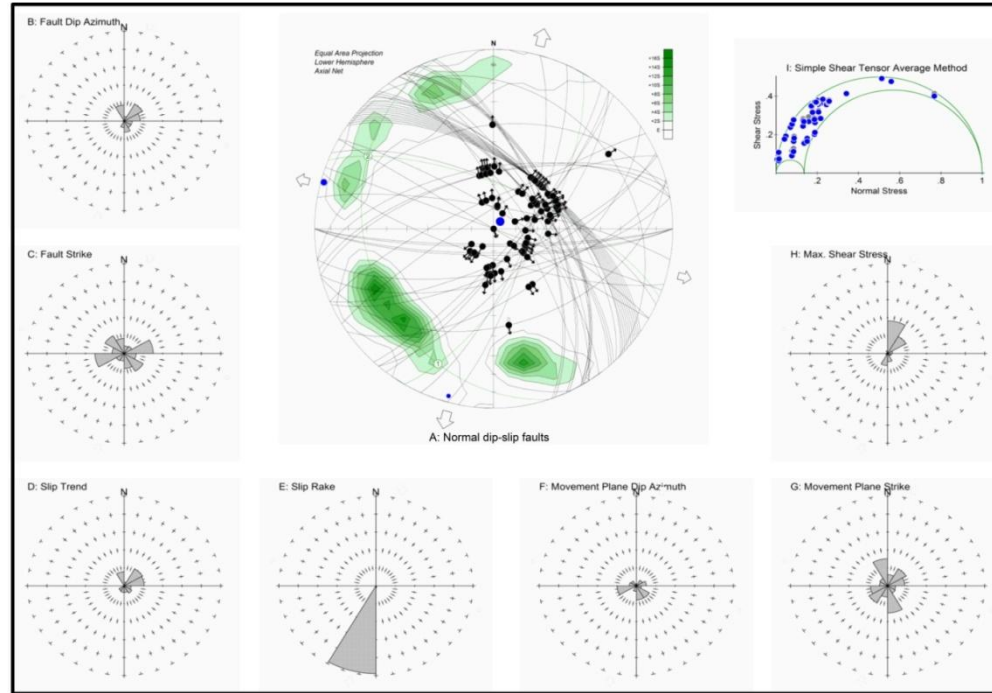 B: Fault Dip Azimuth
N
Equal Area Projection
Lower Hemisphere
Axial Net
N
A: Normal dip-slip faults
I: Simple Shear Tensor Average Method
Shear Stress
.4
.2
.2
.4
.6
.8
1
Normal Stress
C: Fault Strike
N
H: Max. Shear Stress
N
D: Slip Trend
N
E: Slip Rake
N
F: Movement Plane Dip Azimuth
N
G: Movement Plane Strike
N